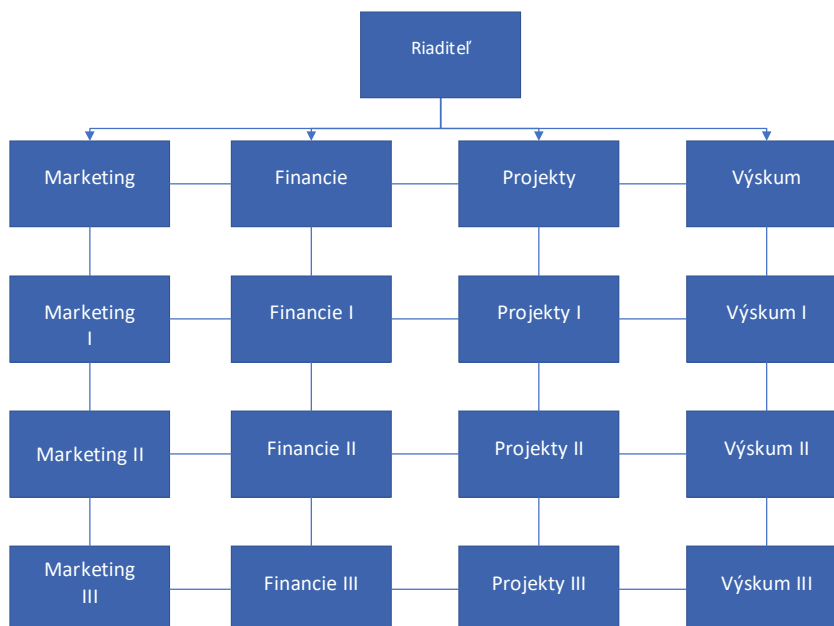 Riaditeľ
Marketing
Financie
Projekty
Výskum
Marketing
I
Financie I
Projekty I
Výskum I
Marketing II
Financie II
Projekty II
Výskum II
Marketing
III
Financie III
Projekty III
Výskum III